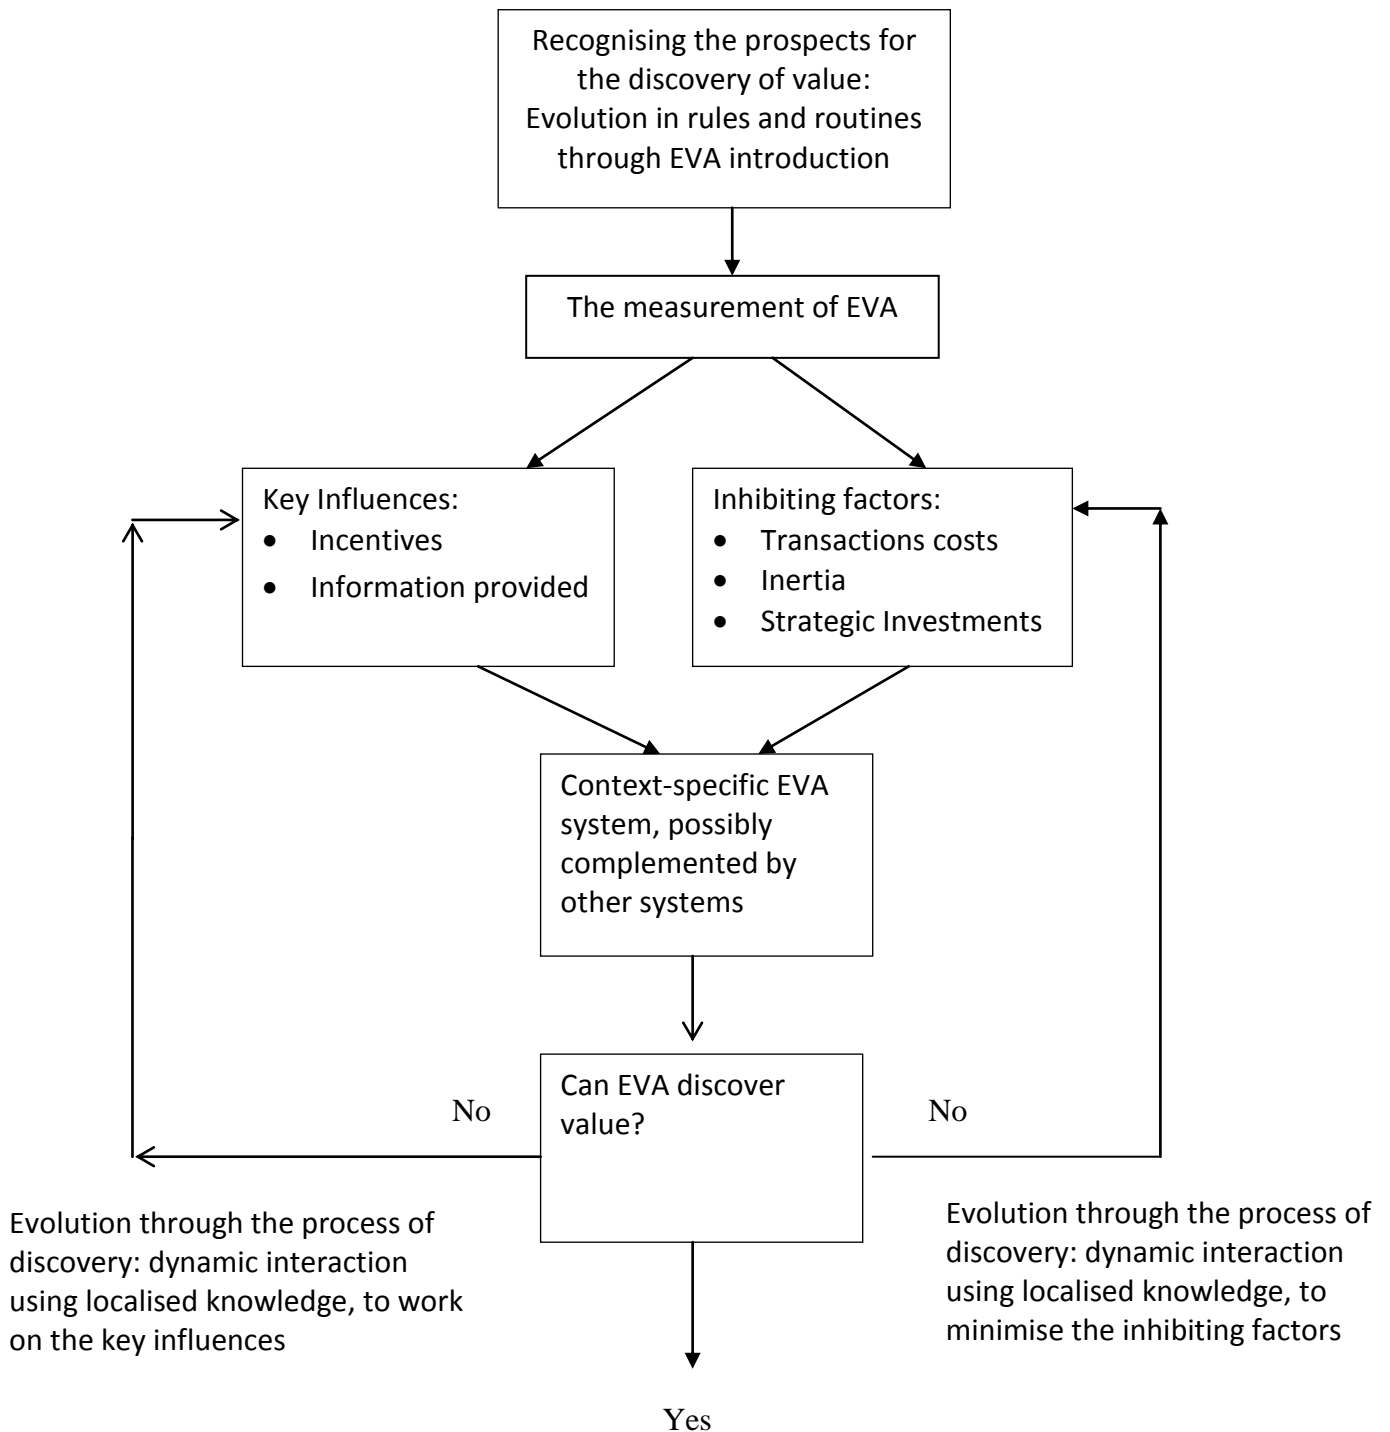 Recognising the prospects for
the discovery of value:
Evolution in rules and routines
through EVA introduction
The measurement of EVA
Key Influences:
• Incentives
• Information provided
Inhibiting factors:
• Transactions costs
• Inertia
• Strategic Investments
Context-specific EVA
system, possibly
complemented by
other systems
Can EVA discover
value?
No
No
Evolution through the process of
discovery: dynamic interaction
using localised knowledge, to work
on the key influences
Evolution through the process of
discovery: dynamic interaction
using localised knowledge, to
minimise the inhibiting factors
Yes